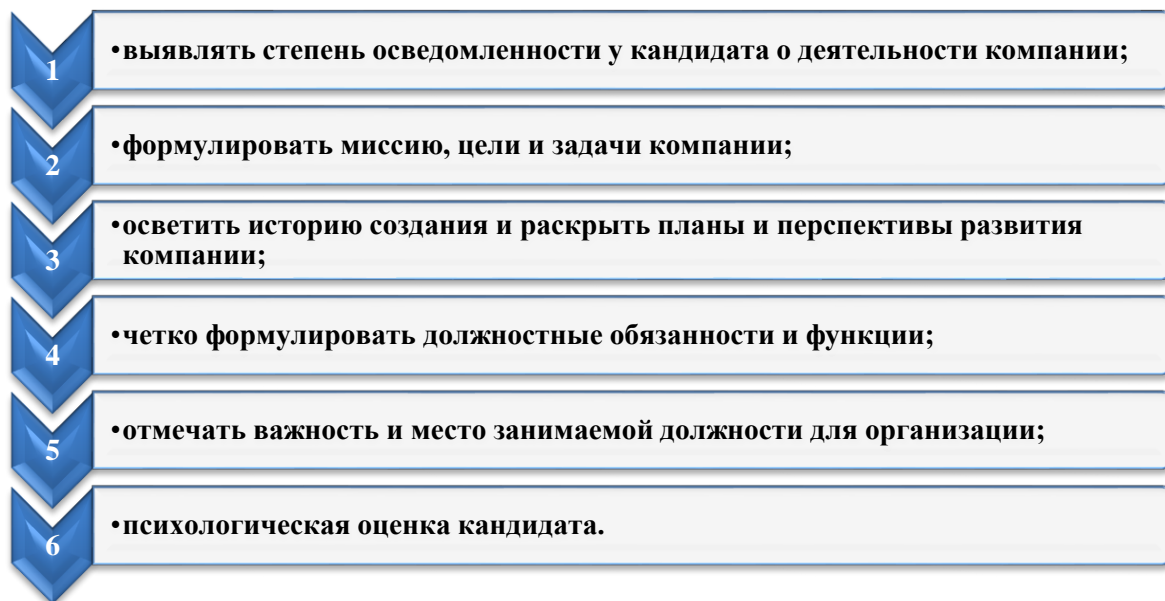 1
•выявлять степень осведомленности у кандидата о деятельности компании;
2
•формулировать миссию, цели и задачи компании;
3
•осветить историю создания и раскрыть планы и перспективы развития
компании;
4
•четко формулировать должностные обязанности и функции;
5
•отмечать важность и место занимаемой должности для организации;
6
•психологическая оценка кандидата.